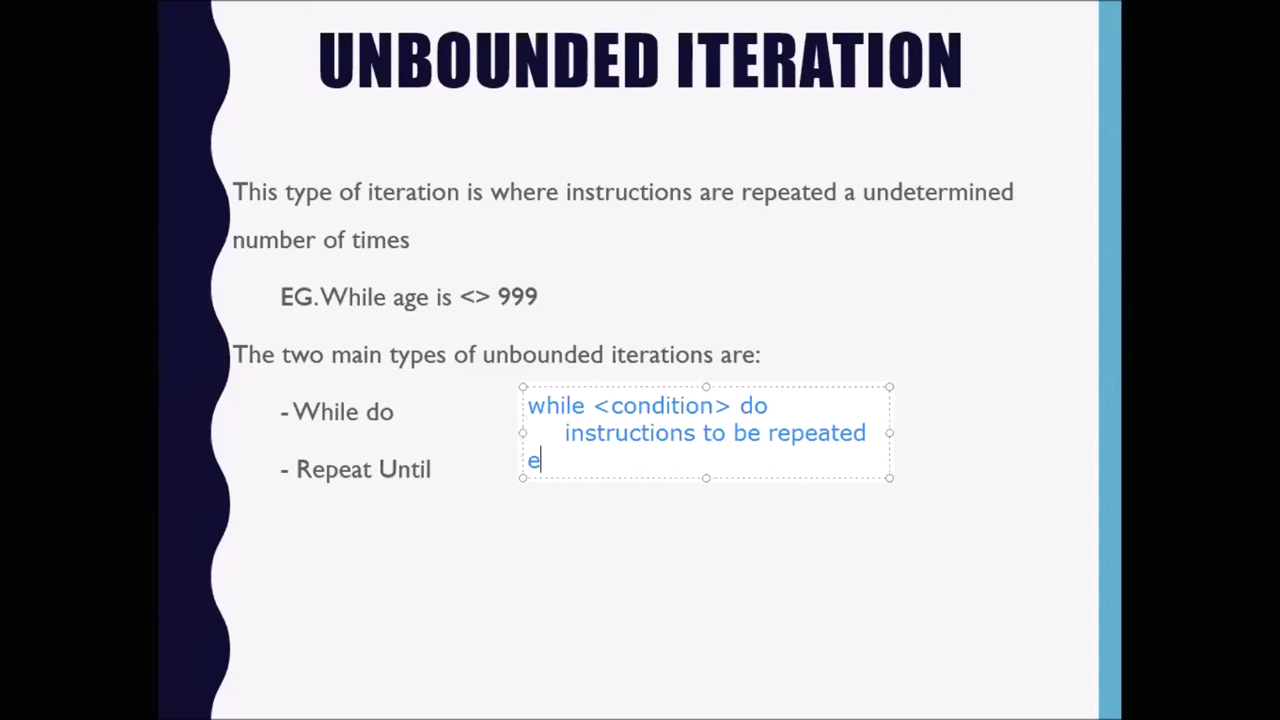 UNBOUNDED ITERATION
This type of iteration is where instructions are repeated a undetermined
number of times
EG. While age is <> 999
The two main types of unbounded iterations are:
- While do
- Repeat Until
while <condition> do
instructions to be repeated
e